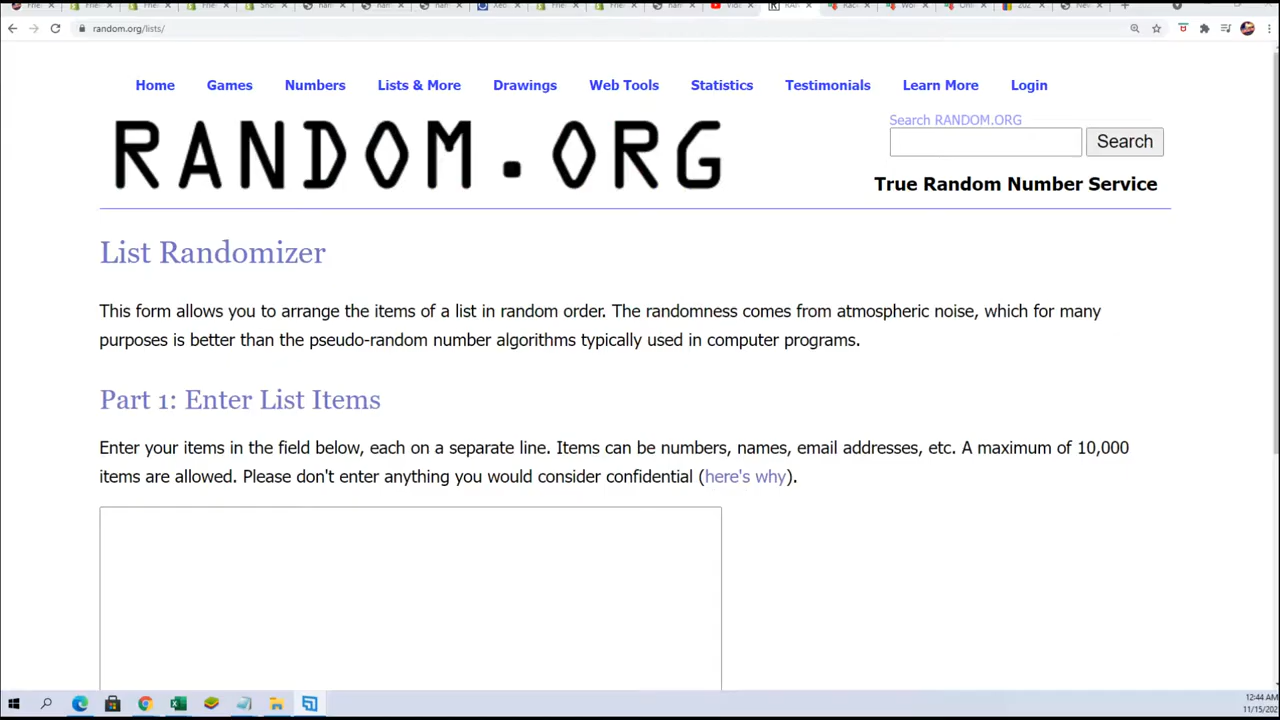 random.org/lists/
Home Games Numbers Lists & More Drawings Web Tools Statistics Testimonials Learn More Login
RANDOM.ORG
Search RANDOM.ORG
Search
True Random Number Service
List Randomizer
This form allows you to arrange the items of a list in random order. The randomness comes from atmospheric noise, which for many
purposes is better than the pseudo-random number algorithms typically used in computer programs.
Part 1: Enter List Items
Enter your items in the field below, each on a separate line. Items can be numbers, names, email addresses, etc. A maximum of 10,000
items are allowed. Please don't enter anything you would consider confidential (here's why).
12:44 AM